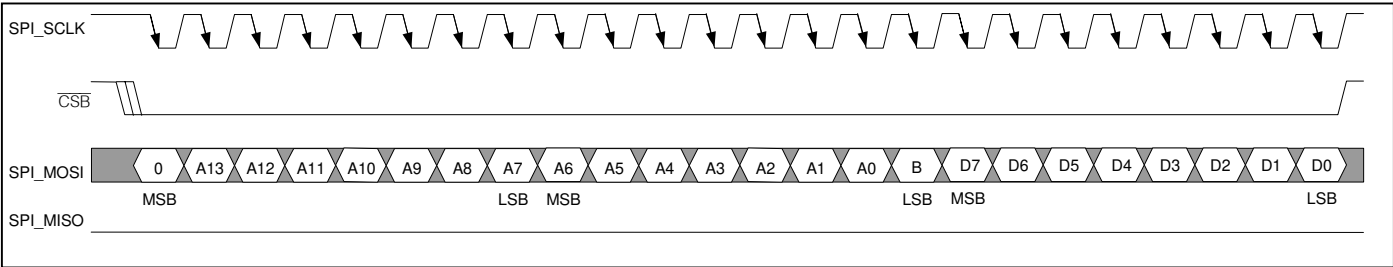 SPI_SCLK
CSB
SPI_MOSI 0 A13 A12 A11 A10 A9 A8 A7 A6 A5 A4 A3 A2 A1 A0 B D7 D6 D5 D4 D3 D2 D1 D0
MSB LSB MSB LSB MSB LSB
SPI_MISO